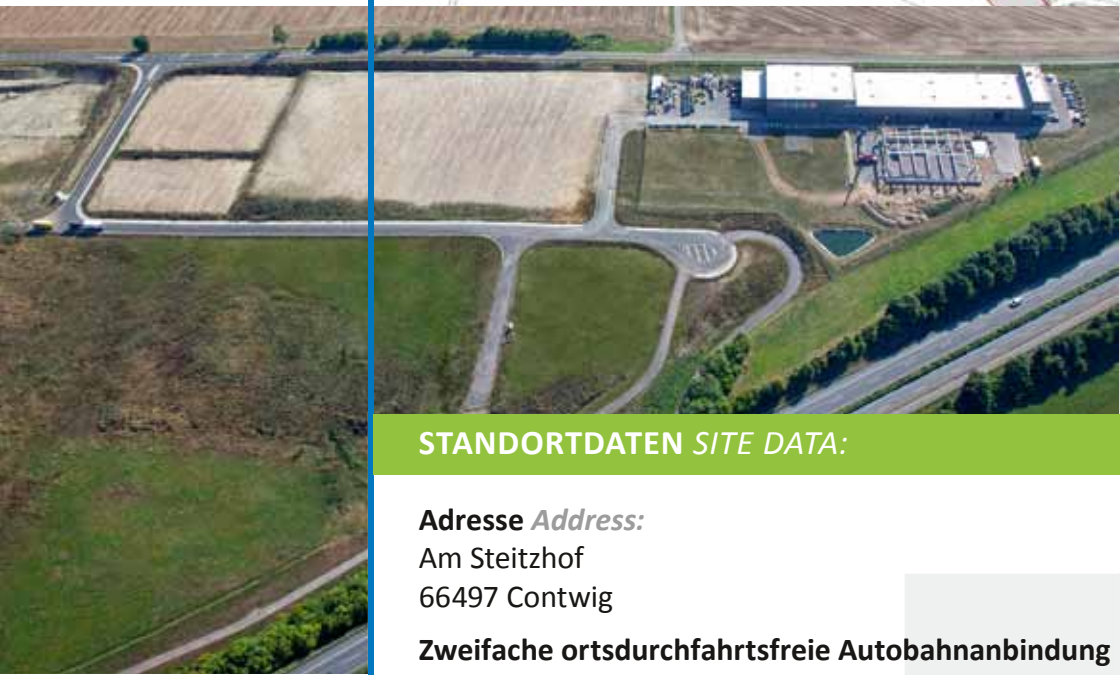 STANDORTDATEN SITE DATA:
Adresse Address:
Am Steitzhof
66497 Contwig
Zweifache ortsdurchfahrtsfreie Autobahnanbindung